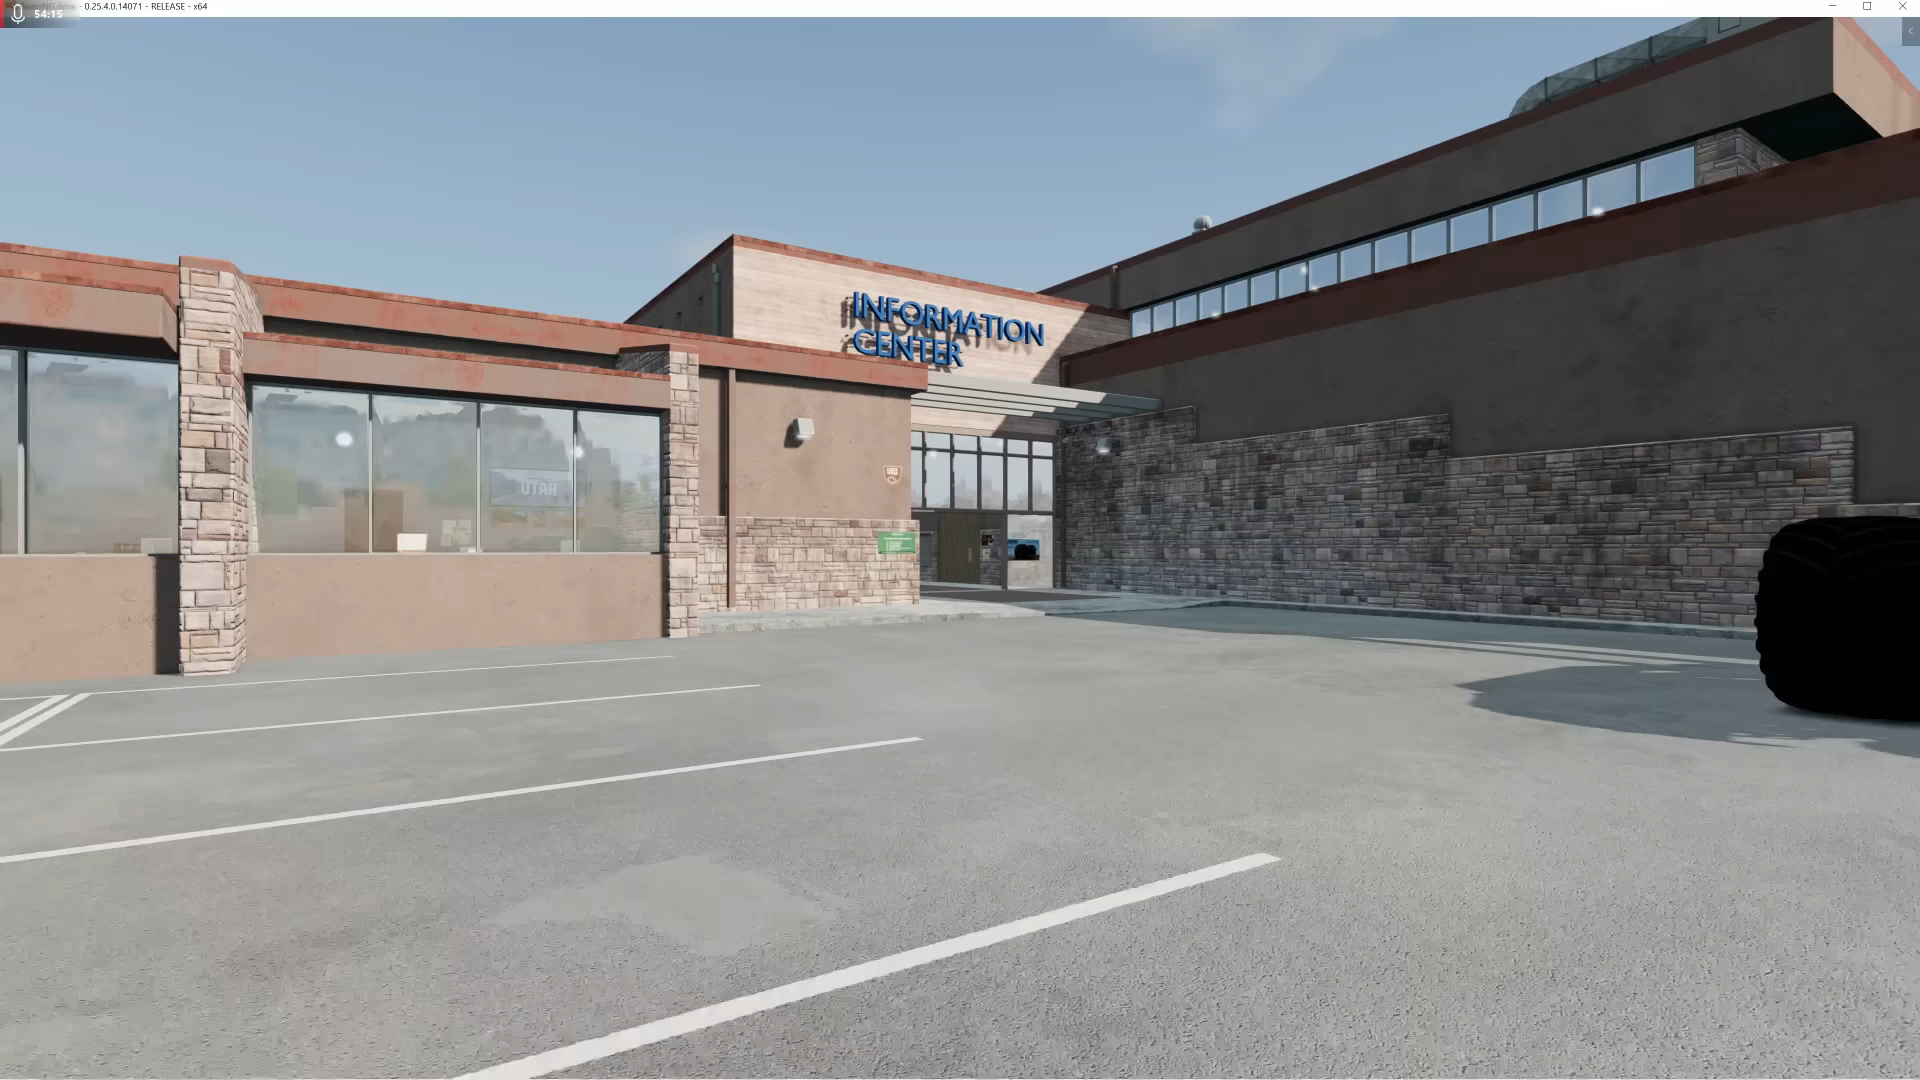 0.25.4.0.14071 - RELEASE - x64
54:15
INFORMATION
CENTER
UTAH